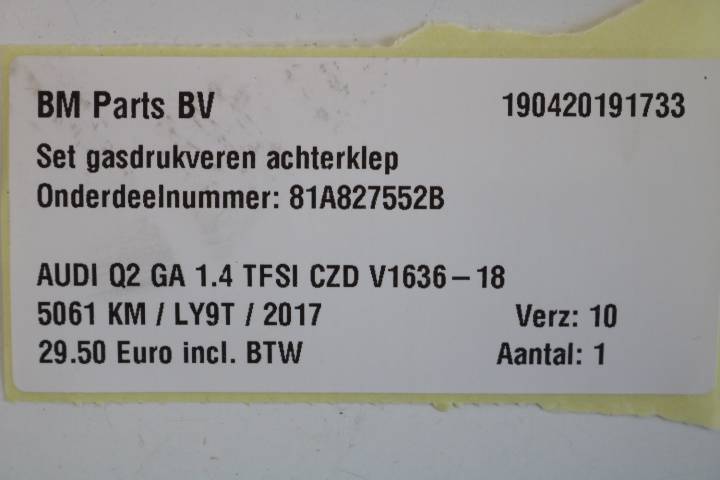 BM Parts BV 190420191733
Set gasdrukveren achterklep
Onderdeelnummer: 81A827552B
AUDI Q2 GA 1.4 TFSI CZD V1636-18
5061 KM / LY9T / 2017 Verz: 10
29.50 Euro incl. BTW Aantal: 1